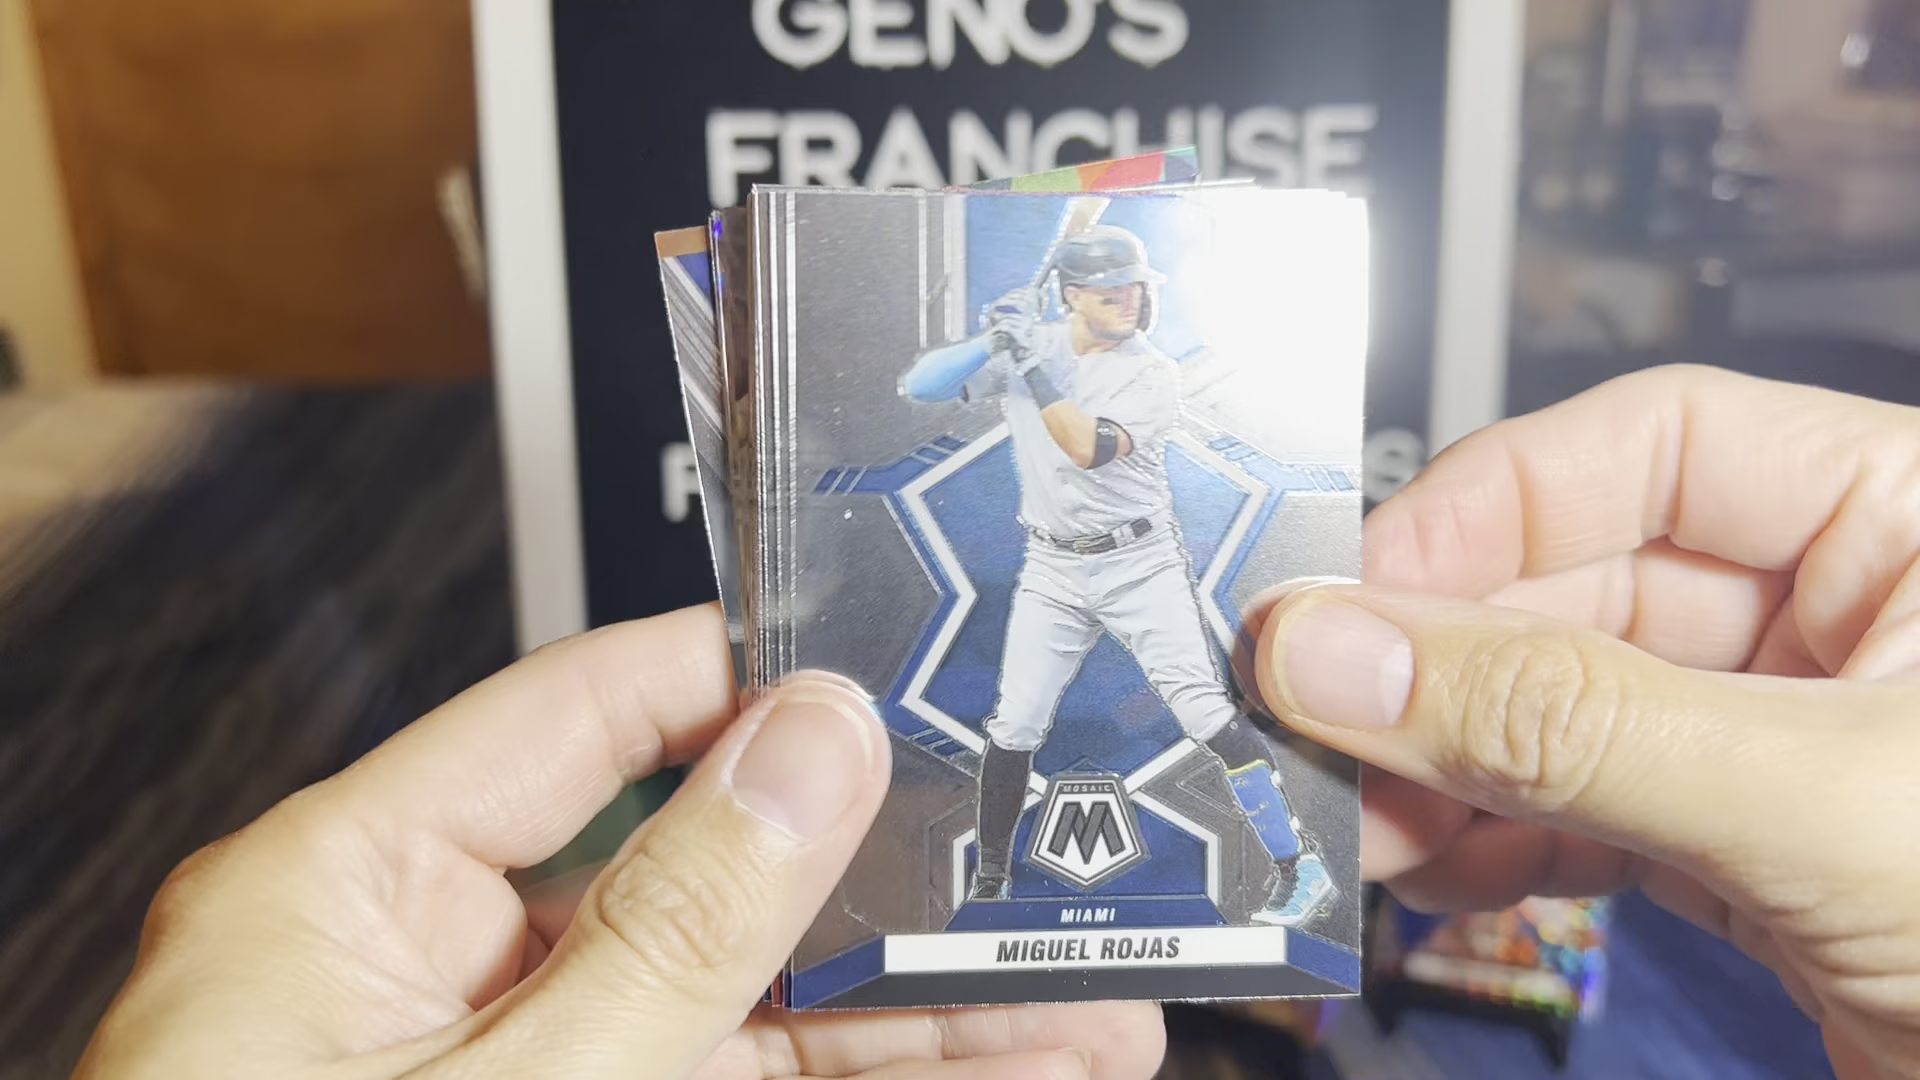 GENO'S
FRANCHISE
MOSAIC
M
MIAMI
MIGUEL ROJAS